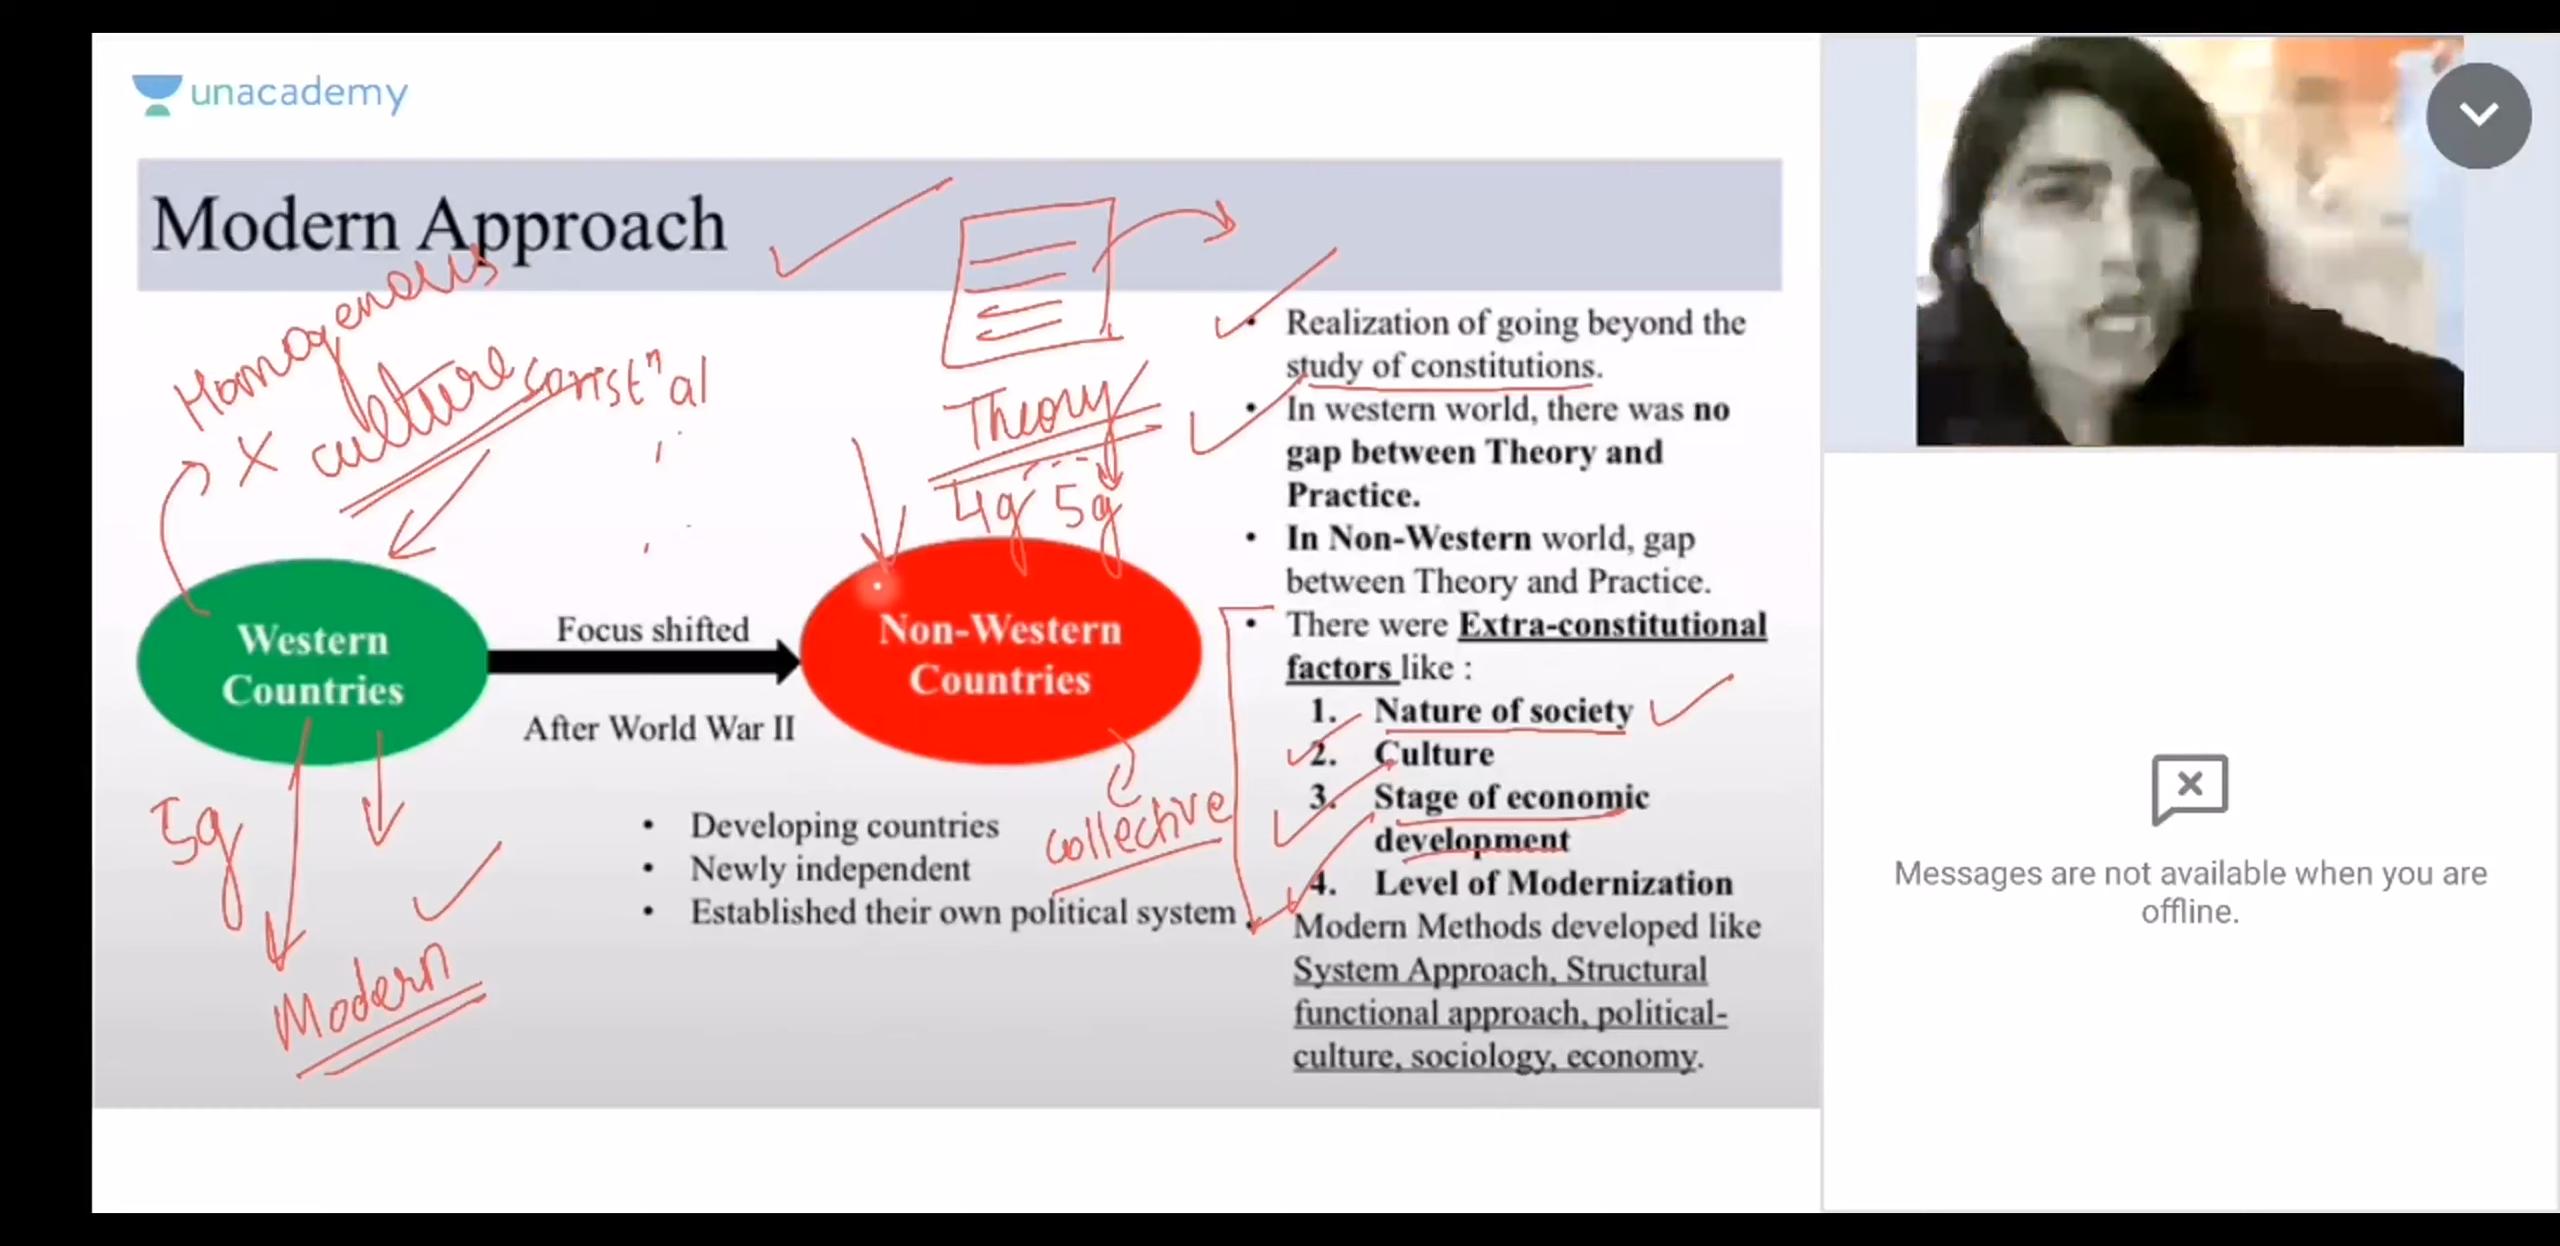 unacademy
Modern Approach
Homogenous
X culture
const" al
Theory
4g 5g
Western
Countries
Focus shifted
After World War II
Non-Western
Countries
5g
Modern
collective
• Developing countries
• Newly independent
• Established their own political system
• Realization of going beyond the
study of constitutions.
• In western world, there was no
gap between Theory and
Practice.
• In Non-Western world, gap
between Theory and Practice.
• There were Extra-constitutional
factors like :
1. Nature of society
2. Culture
3. Stage of economic
development
4. Level of Modernization
Modern Methods developed like
System Approach, Structural
functional approach, political-
culture, sociology, economy.
Messages are not available when you are
offline.